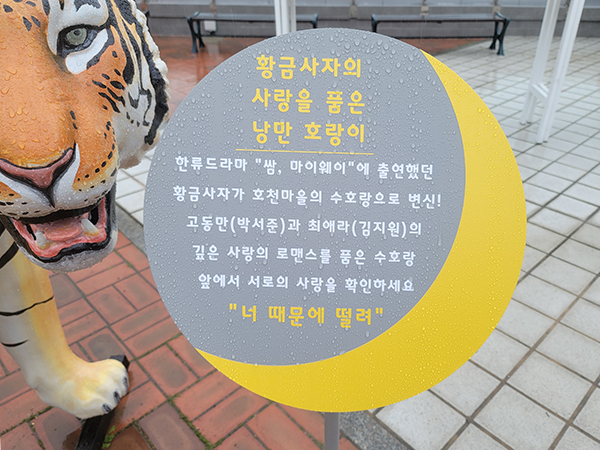 황금사자의
사랑을 품은
낭만 호랑이
한류드라마 "쌈, 마이웨이"에 출연했던
황금사자가 호천마을의 수호랑으로 변신!
고동만(박서준)과 최애라(김지원)의
깊은 사랑의 로맨스를 품은 수호랑
앞에서 서로의 사랑을 확인하세요
"너 때문에 떨려"